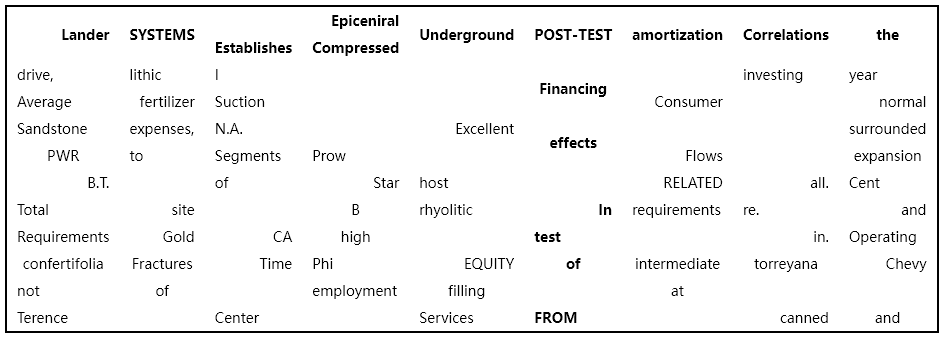 Lander SYSTEMS Establishes Epiceniral Compressed Underground POST-TEST amortization Correlations the
drive, lithic I investing year
Financing
Average fertilizer Suction Consumer normal
Sandstone expenses, N.A. Excellent surrounded
effects
PWR to Segments Prow Flows expansion
B.T. of Star host RELATED all. Cent
Total site B rhyolitic In requirements re. and
Requirements Gold CA high test in. Operating
confertifolia Fractures Time Phi EQUITY of intermediate torreyana Chevy
not of employment filling at
Terence Center Services FROM canned and